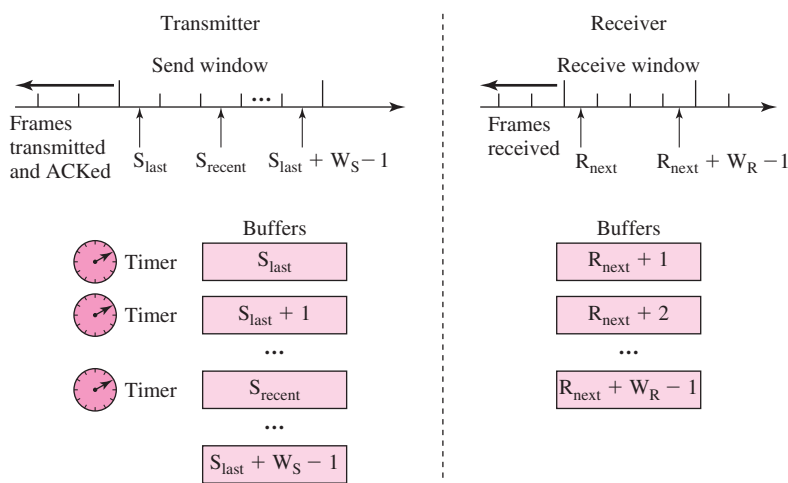 Transmitter
Send window
...
Frames
transmitted
and ACKed
S_last
S_recent
S_last + W_S − 1
Buffers
Timer S_last
Timer S_last + 1
...
Timer S_recent
...
S_last + W_S − 1
Receiver
Receive window
Frames
received
R_next
R_next + W_R − 1
Buffers
R_next + 1
R_next + 2
...
R_next + W_R − 1